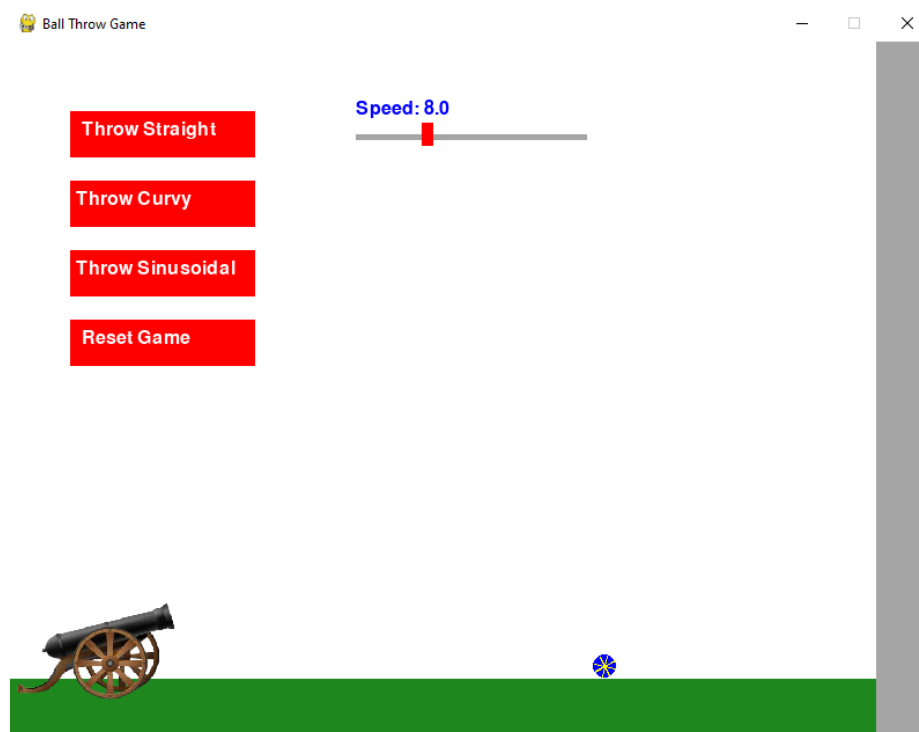 Ball Throw Game
Throw Straight
Speed: 8.0
Throw Curvy
Throw Sinusoidal
Reset Game